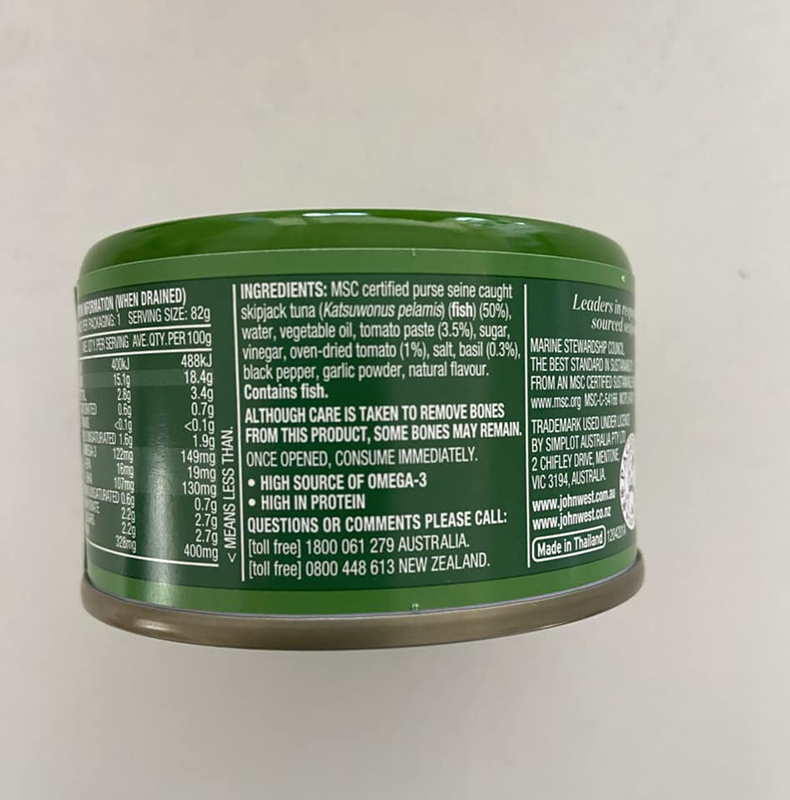 INFORMATION (WHEN DRAINED)
PACKAGING: 1 SERVING SIZE: 82g
QTY. PER SERVING AVE. QTY. PER 100g
400kJ 488kJ
15.1g 18.4g
2.8g 3.4g
0.6g 0.7g
<0.1g <0.1g
1.6g 1.9g
122mg 149mg
16mg 19mg
107mg 130mg
0.6g 0.7g
2.2g 2.7g
2.2g 2.7g
328mg 400mg
< MEANS LESS THAN.
INGREDIENTS: MSC certified purse seine caught
skipjack tuna (Katsuwonus pelamis) (fish) (50%),
water, vegetable oil, tomato paste (3.5%), sugar,
vinegar, oven-dried tomato (1%), salt, basil (0.3%),
black pepper, garlic powder, natural flavour.
Contains fish.
ALTHOUGH CARE IS TAKEN TO REMOVE BONES
FROM THIS PRODUCT, SOME BONES MAY REMAIN.
ONCE OPENED, CONSUME IMMEDIATELY.
• HIGH SOURCE OF OMEGA-3
• HIGH IN PROTEIN
QUESTIONS OR COMMENTS PLEASE CALL:
[toll free] 1800 061 279 AUSTRALIA.
[toll free] 0800 448 613 NEW ZEALAND.
Leaders in
sourced
MARINE STEWARDSHIP COUNCIL.
THE BEST STANDARD IN
FROM AN MSC CERTIFIED
www.msc.org MSC-C-54166
TRADEMARK USED UNDER LICENCE
BY SIMPLOT AUSTRALIA PTY LTD
2 CHIFLEY DRIVE, MENTONE,
VIC 3194, AUSTRALIA.
www.johnwest.com.au
www.johnwest.co.nz
Made in Thailand